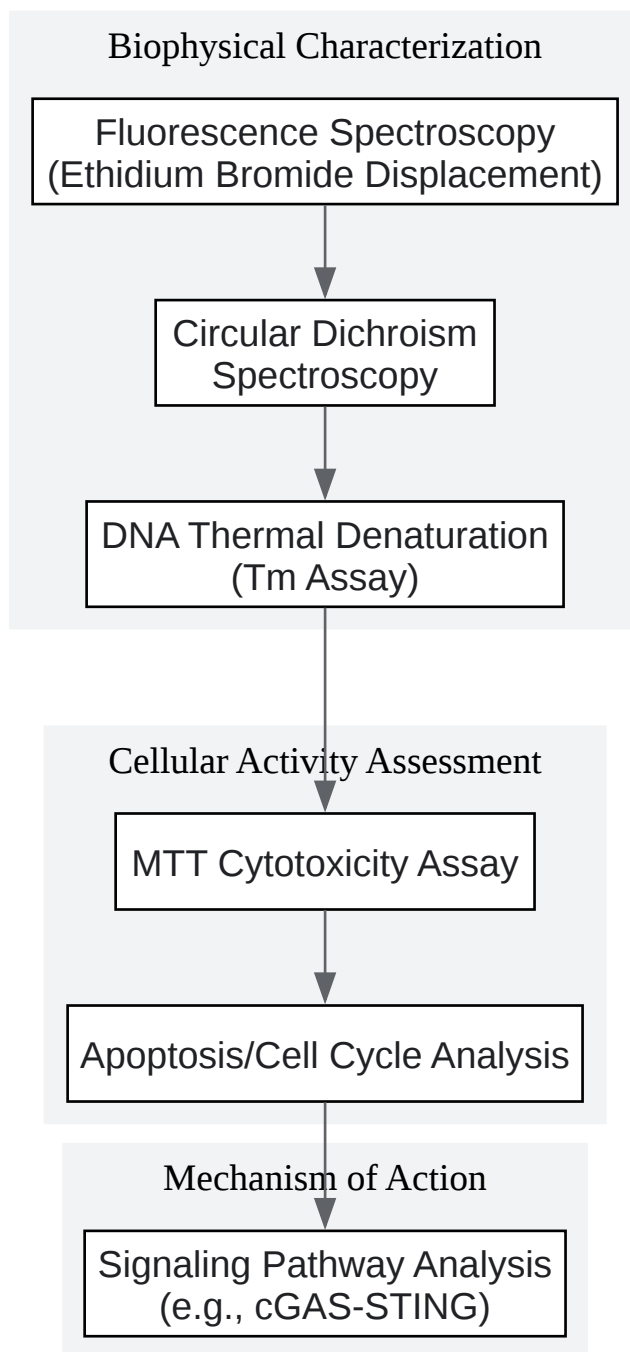 Biophysical Characterization
Fluorescence Spectroscopy
(Ethidium Bromide Displacement)
Circular Dichroism
Spectroscopy
DNA Thermal Denaturation
(Tm Assay)
Cellular Activity Assessment
MTT Cytotoxicity Assay
Apoptosis/Cell Cycle Analysis
Mechanism of Action
Signaling Pathway Analysis
(e.g., cGAS-STING)